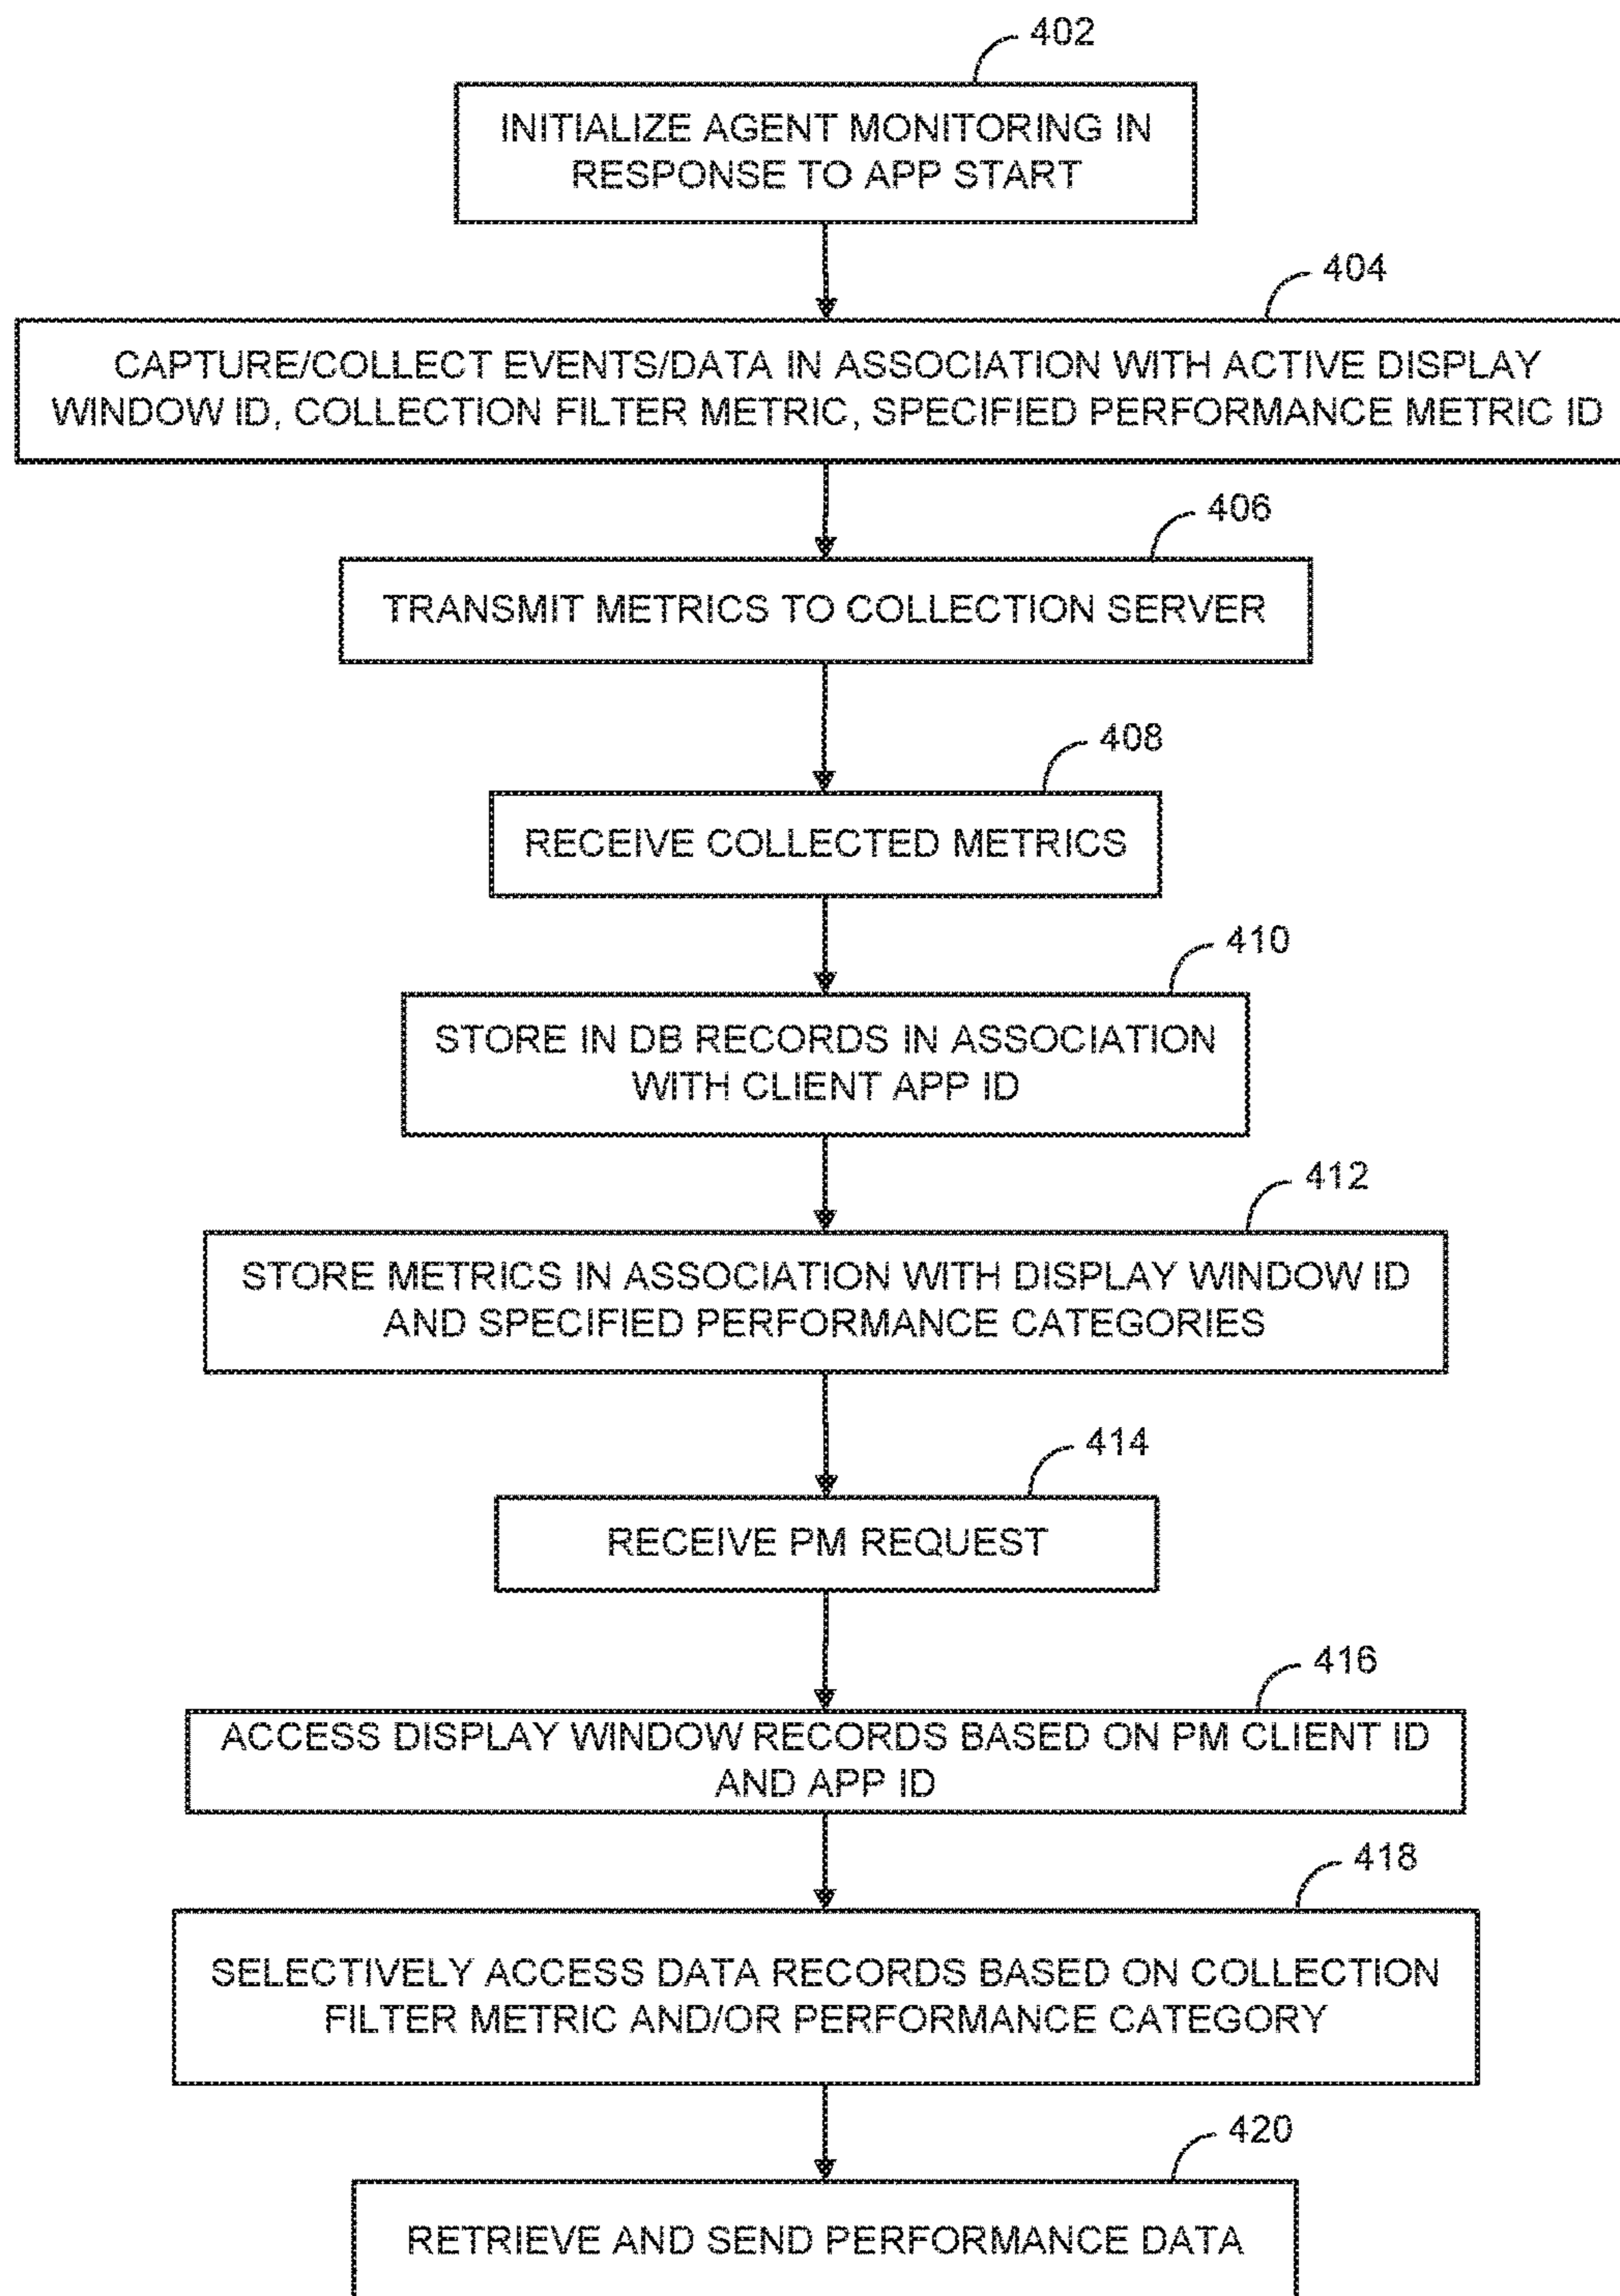 402
INITIALIZE AGENT MONITORING IN
RESPONSE TO APP START
404
CAPTURE/COLLECT EVENTS/DATA IN ASSOCIATION WITH ACTIVE DISPLAY
WINDOW ID, COLLECTION FILTER METRIC, SPECIFIED PERFORMANCE METRIC ID
406
TRANSMIT METRICS TO COLLECTION SERVER
408
RECEIVE COLLECTED METRICS
410
STORE IN DB RECORDS IN ASSOCIATION
WITH CLIENT APP ID
412
STORE METRICS IN ASSOCIATION WITH DISPLAY WINDOW ID
AND SPECIFIED PERFORMANCE CATEGORIES
414
RECEIVE PM REQUEST
416
ACCESS DISPLAY WINDOW RECORDS BASED ON PM CLIENT ID
AND APP ID
418
SELECTIVELY ACCESS DATA RECORDS BASED ON COLLECTION
FILTER METRIC AND/OR PERFORMANCE CATEGORY
420
RETRIEVE AND SEND PERFORMANCE DATA